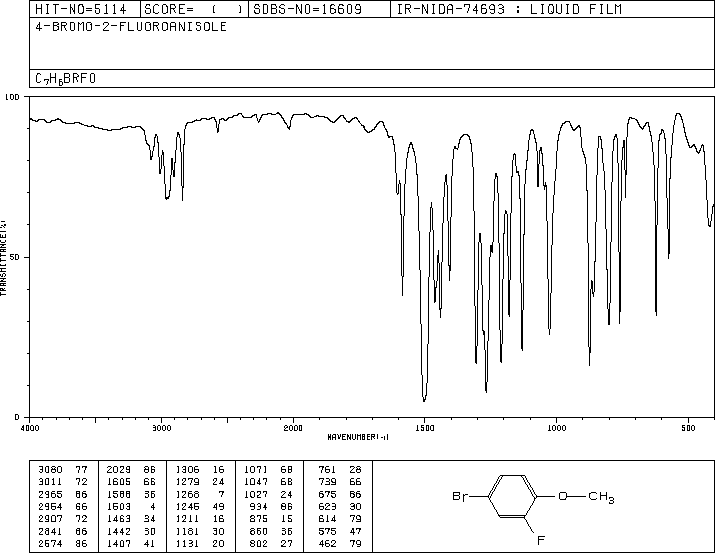 HIT-NO=5114 SCORE= ( ) SDBS-NO=16609 IR-NIDA-74693 : LIQUID FILM
4-BROMO-2-FLUOROANISOLE
C7H6BRFO
100
50
0
TRANSMITTANCE(%)
4000 3000 2000 1500 1000 500
WAVENUMBER(-1)
3080 77 2029 86 1306 16 1071 68 761 28
3011 72 1605 66 1279 24 1047 68 739 66
2965 66 1588 36 1268 7 1027 24 675 86
2954 66 1503 4 1245 49 934 86 623 30
2907 72 1463 34 1211 16 875 15 614 79
2841 66 1442 30 1181 30 860 36 575 47
2574 86 1407 41 1131 20 802 27 462 79
Br O CH3
F